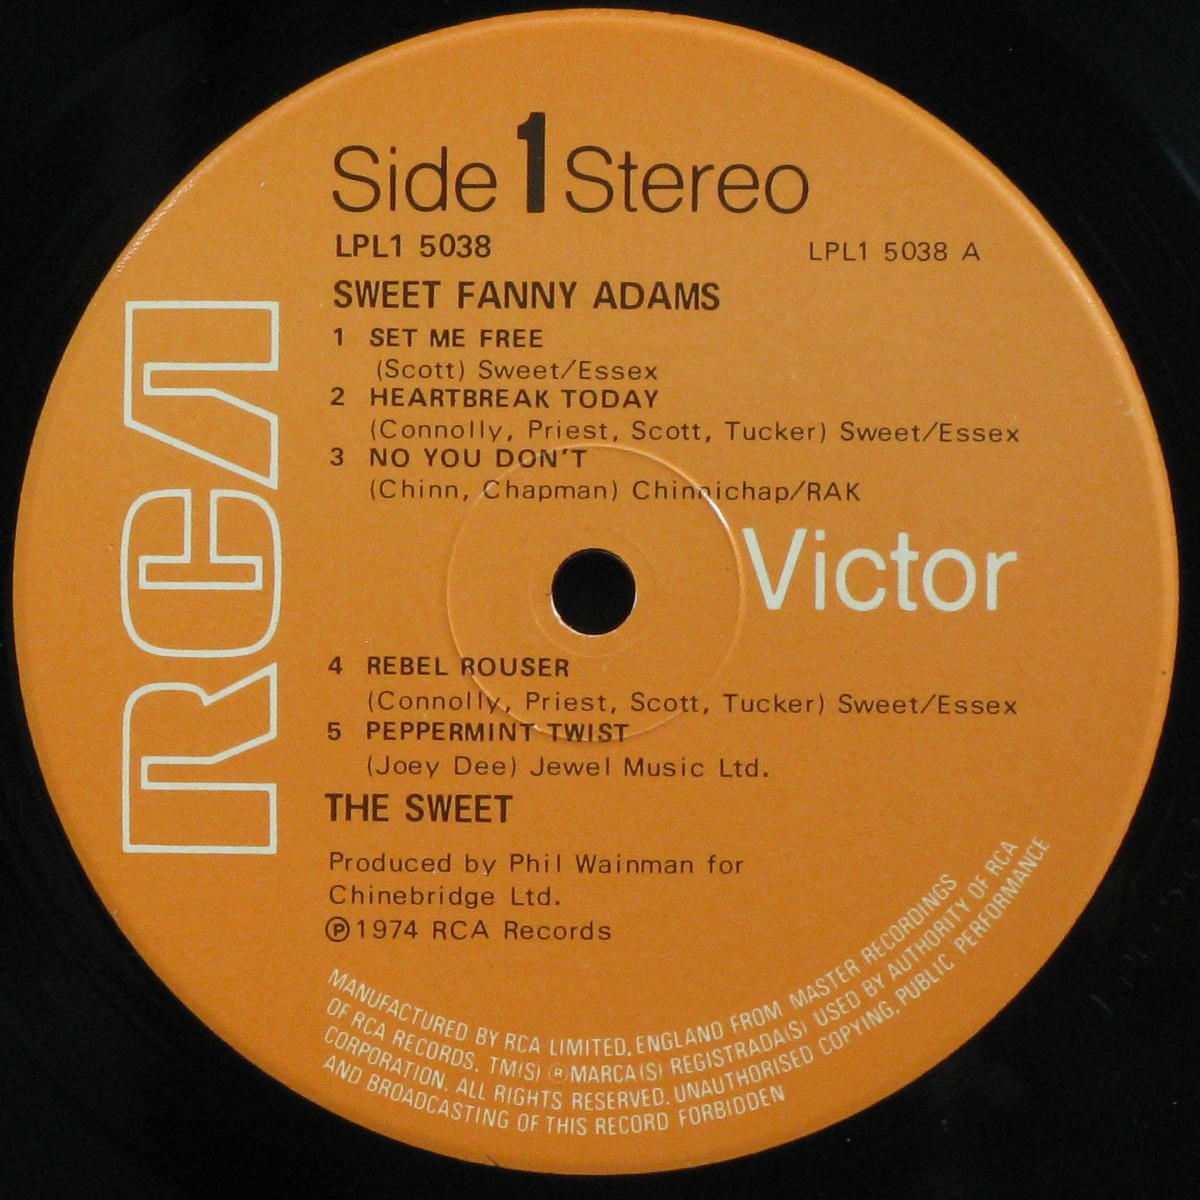 Side 1 Stereo
LPL1 5038
LPL1 5038 A
SWEET FANNY ADAMS
1 SET ME FREE
(Scott) Sweet/Essex
2 HEARTBREAK TODAY
(Connolly, Priest, Scott, Tucker) Sweet/Essex
3 NO YOU DON'T
(Chinn, Chapman) Chinnichap/RAK
RCA
Victor
4 REBEL ROUSER
(Connolly, Priest, Scott, Tucker) Sweet/Essex
5 PEPPERMINT TWIST
(Joey Dee) Jewel Music Ltd.
THE SWEET
Produced by Phil Wainman for
Chinebridge Ltd.
℗1974 RCA Records
MANUFACTURED BY RCA LIMITED, ENGLAND FROM MASTER RECORDINGS
OF RCA RECORDS, TM(S) ® MARCA(S) REGISTRADA(S) USED BY AUTHORITY OF RCA
CORPORATION. ALL RIGHTS RESERVED. UNAUTHORISED COPYING, PUBLIC PERFORMANCE
AND BROADCASTING OF THIS RECORD FORBIDDEN